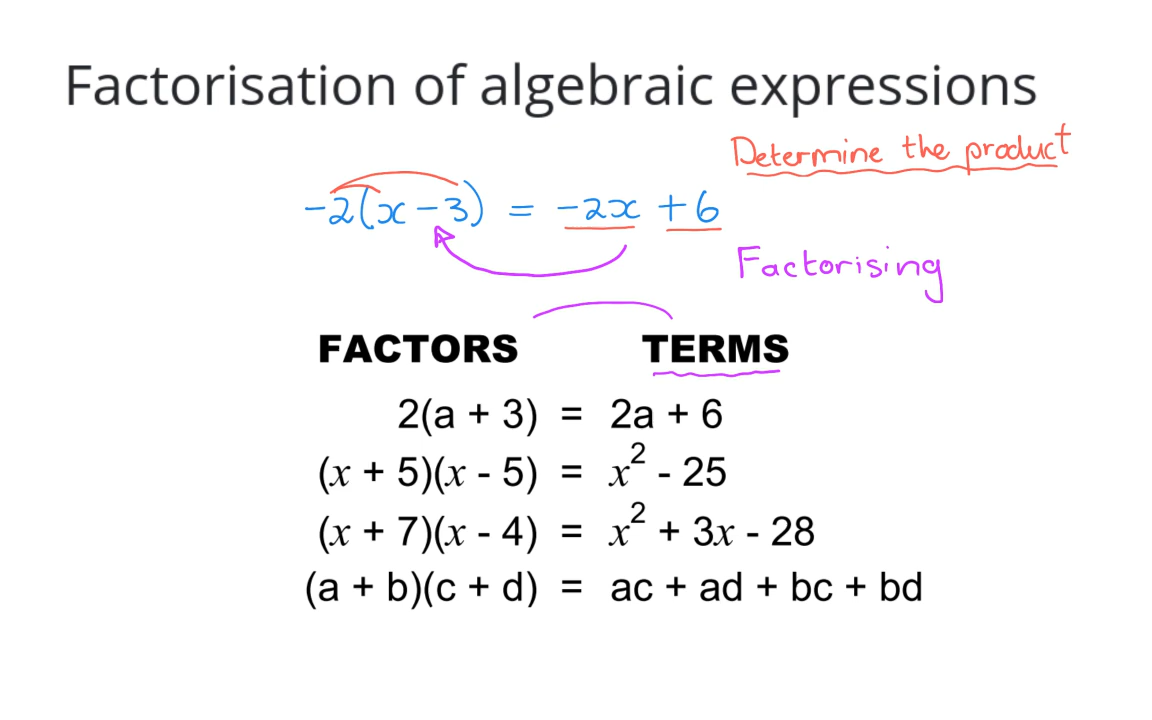 Factorisation of algebraic expressions
Determine the product
-2(x-3) = -2x +6
Factorising
FACTORS TERMS
2(a + 3) = 2a + 6
(x + 5)(x - 5) = x² - 25
(x + 7)(x - 4) = x² + 3x - 28
(a + b)(c + d) = ac + ad + bc + bd